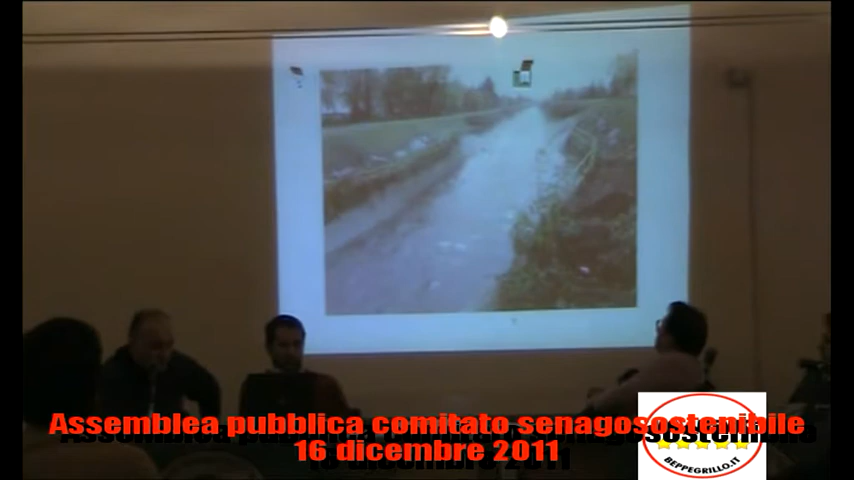 Assemblea pubblica comitato senagosostenibile
16 dicembre 2011
BEPPEGRILLO.IT